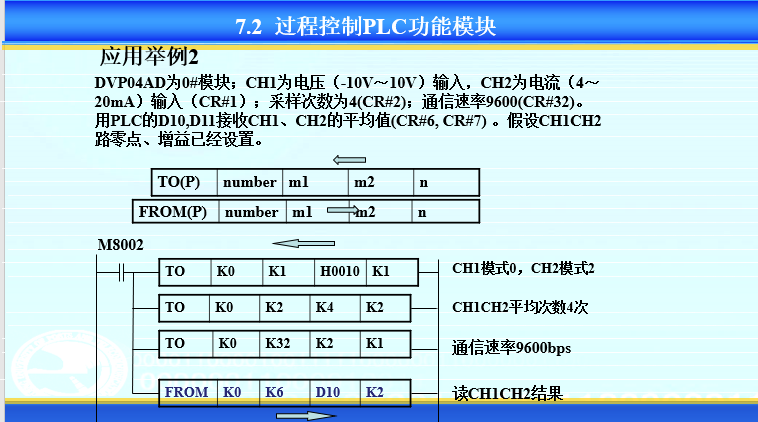 7.2 过程控制PLC功能模块
应用举例2
DVP04AD为0#模块；CH1为电压（-10V～10V）输入，CH2为电流（4～
20mA）输入（CR#1）；采样次数为4(CR#2)；通信速率9600(CR#32)。
用PLC的D10,D11接收CH1、CH2的平均值(CR#6, CR#7) 。假设CH1CH2
路零点、增益已经设置。
TO(P) number m1 m2 n
FROM(P) number m1 m2 n
M8002
TO K0 K1 H0010 K1 CH1模式0，CH2模式2
TO K0 K2 K4 K2 CH1CH2平均次数4次
TO K0 K32 K2 K1 通信速率9600bps
FROM K0 K6 D10 K2 读CH1CH2结果